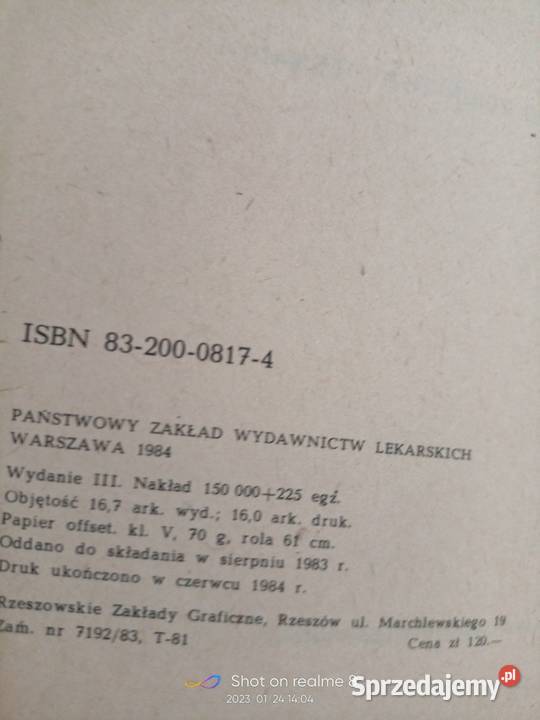 ISBN 83-200-0817-4
PAŃSTWOWY ZAKŁAD WYDAWNICTW LEKARSKICH
WARSZAWA 1984
Wydanie III. Nakład 150 000+225 egz.
Objętość 16,7 ark. wyd.; 16,0 ark. druk.
Papier offset. kl. V, 70 g, rola 61 cm.
Oddano do składania w sierpniu 1983 r.
Druk ukończono w czerwcu 1984 r.
Rzeszowskie Zakłady Graficzne, Rzeszów ul. Marchlewskiego 19
Zam. nr 7192/83, T-81
Cena zł 120.—
Shot on realme 8
2023.01.24 14:04
Sprzedajemy.pl